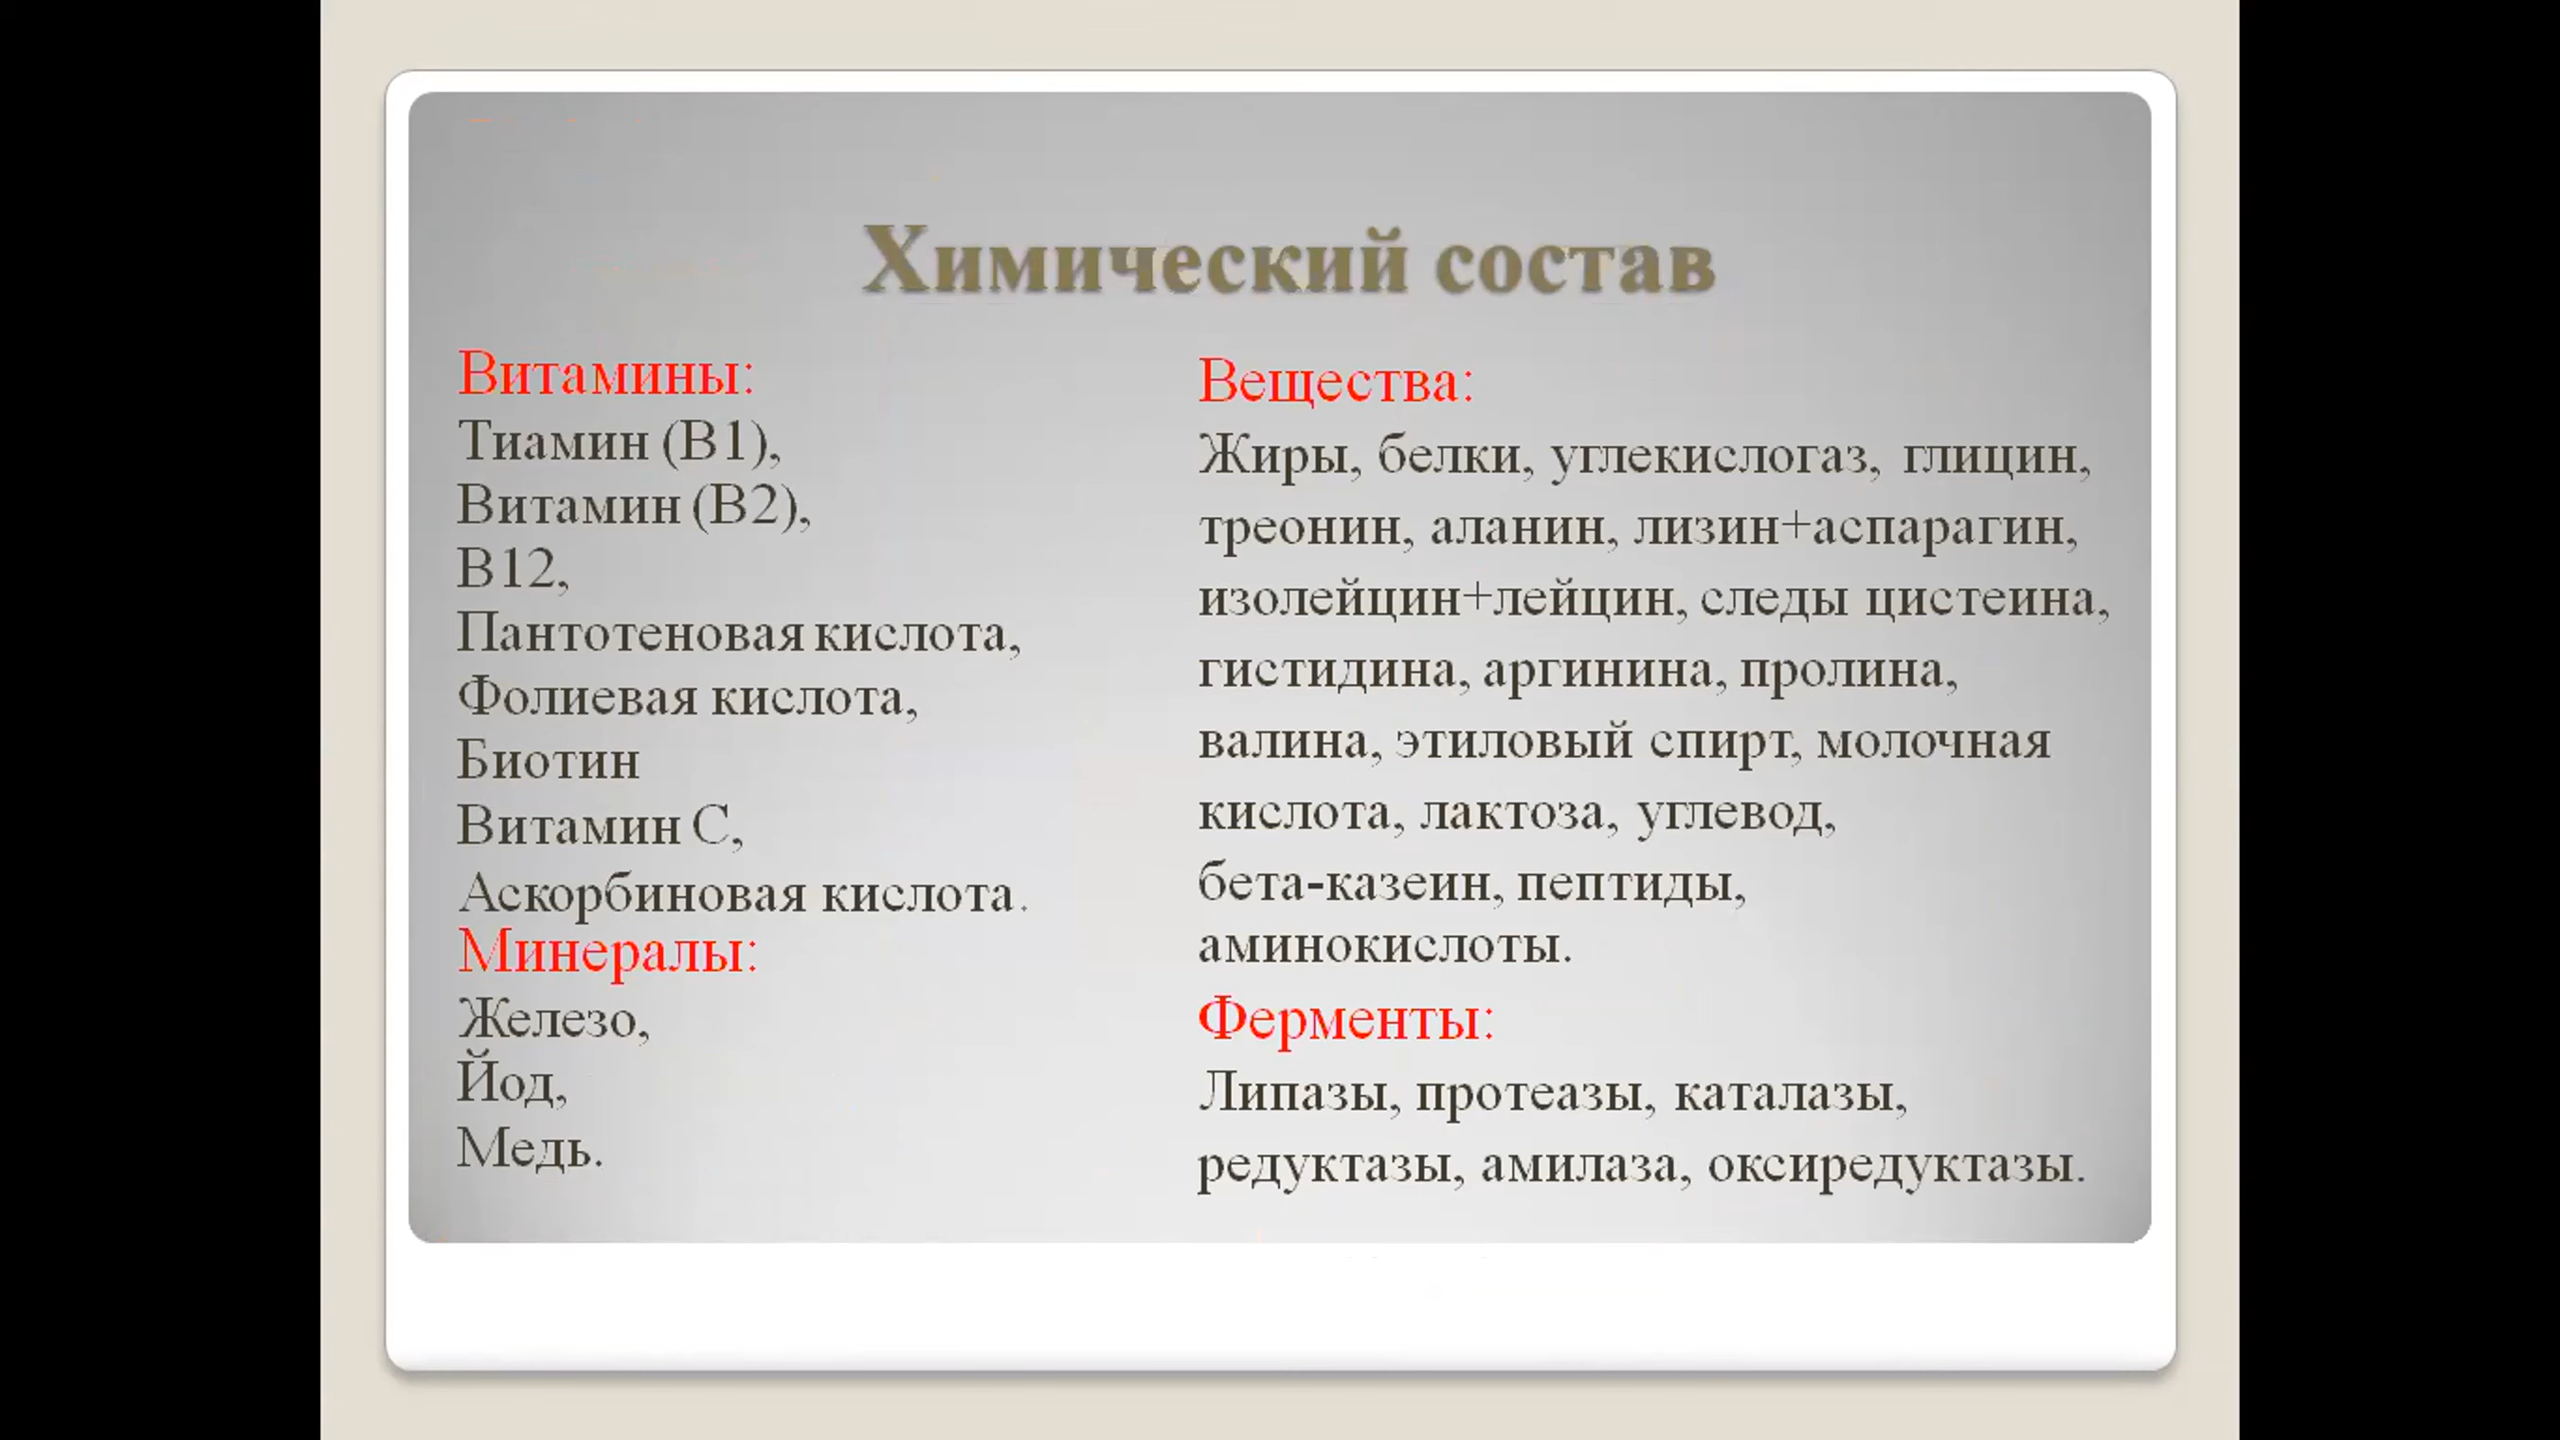 Химический состав
Витамины:
Тиамин (В1),
Витамин (В2),
В12,
Пантотеновая кислота,
Фолиевая кислота,
Биотин
Витамин С,
Аскорбиновая кислота.
Минералы:
Железо,
Йод,
Медь.
Вещества:
Жиры, белки, углекислогаз, глицин,
треонин, аланин, лизин+аспарагин,
изолейцин+лейцин, следы цистеина,
гистидина, аргинина, пролина,
валина, этиловый спирт, молочная
кислота, лактоза, углевод,
бета-казеин, пептиды,
аминокислоты.
Ферменты:
Липазы, протеазы, каталазы,
редуктазы, амилаза, оксиредуктазы.